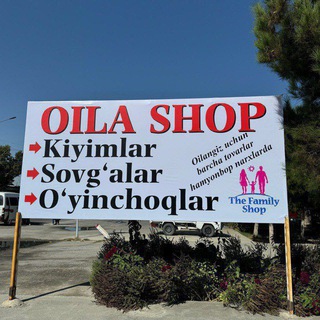 OILA SHOP
Kiyimlar
Sovg‘alar
O‘yinchoqlar
Oilangiz uchun
barcha tovarlar
hamyonbop narxlarda
The Family
Shop